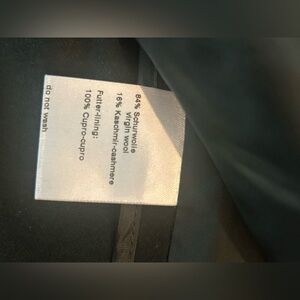 84% Schurwolle
virgin wool
16% Kaschmir-cashmere
Futter-lining:
100% Cupro-cupro
do not wash